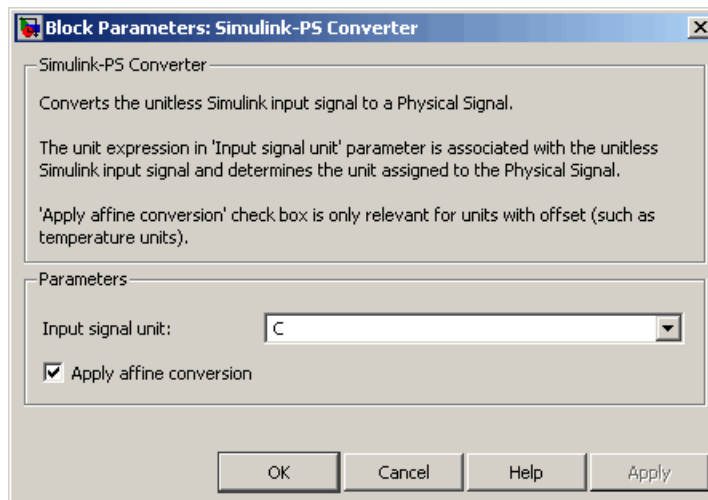 Block Parameters: Simulink-PS Converter
Simulink-PS Converter
Converts the unitless Simulink input signal to a Physical Signal.
The unit expression in 'Input signal unit' parameter is associated with the unitless
Simulink input signal and determines the unit assigned to the Physical Signal.
'Apply affine conversion' check box is only relevant for units with offset (such as
temperature units).
Parameters
Input signal unit: C
Apply affine conversion
OK Cancel Help Apply